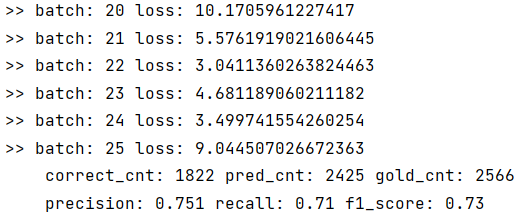 >> batch: 20 loss: 10.1705961227417
>> batch: 21 loss: 5.5761919021606445
>> batch: 22 loss: 3.0411360263824463
>> batch: 23 loss: 4.681189060211182
>> batch: 24 loss: 3.499741554260254
>> batch: 25 loss: 9.044507026672363
correct_cnt: 1822 pred_cnt: 2425 gold_cnt: 2566
precision: 0.751 recall: 0.71 f1_score: 0.73